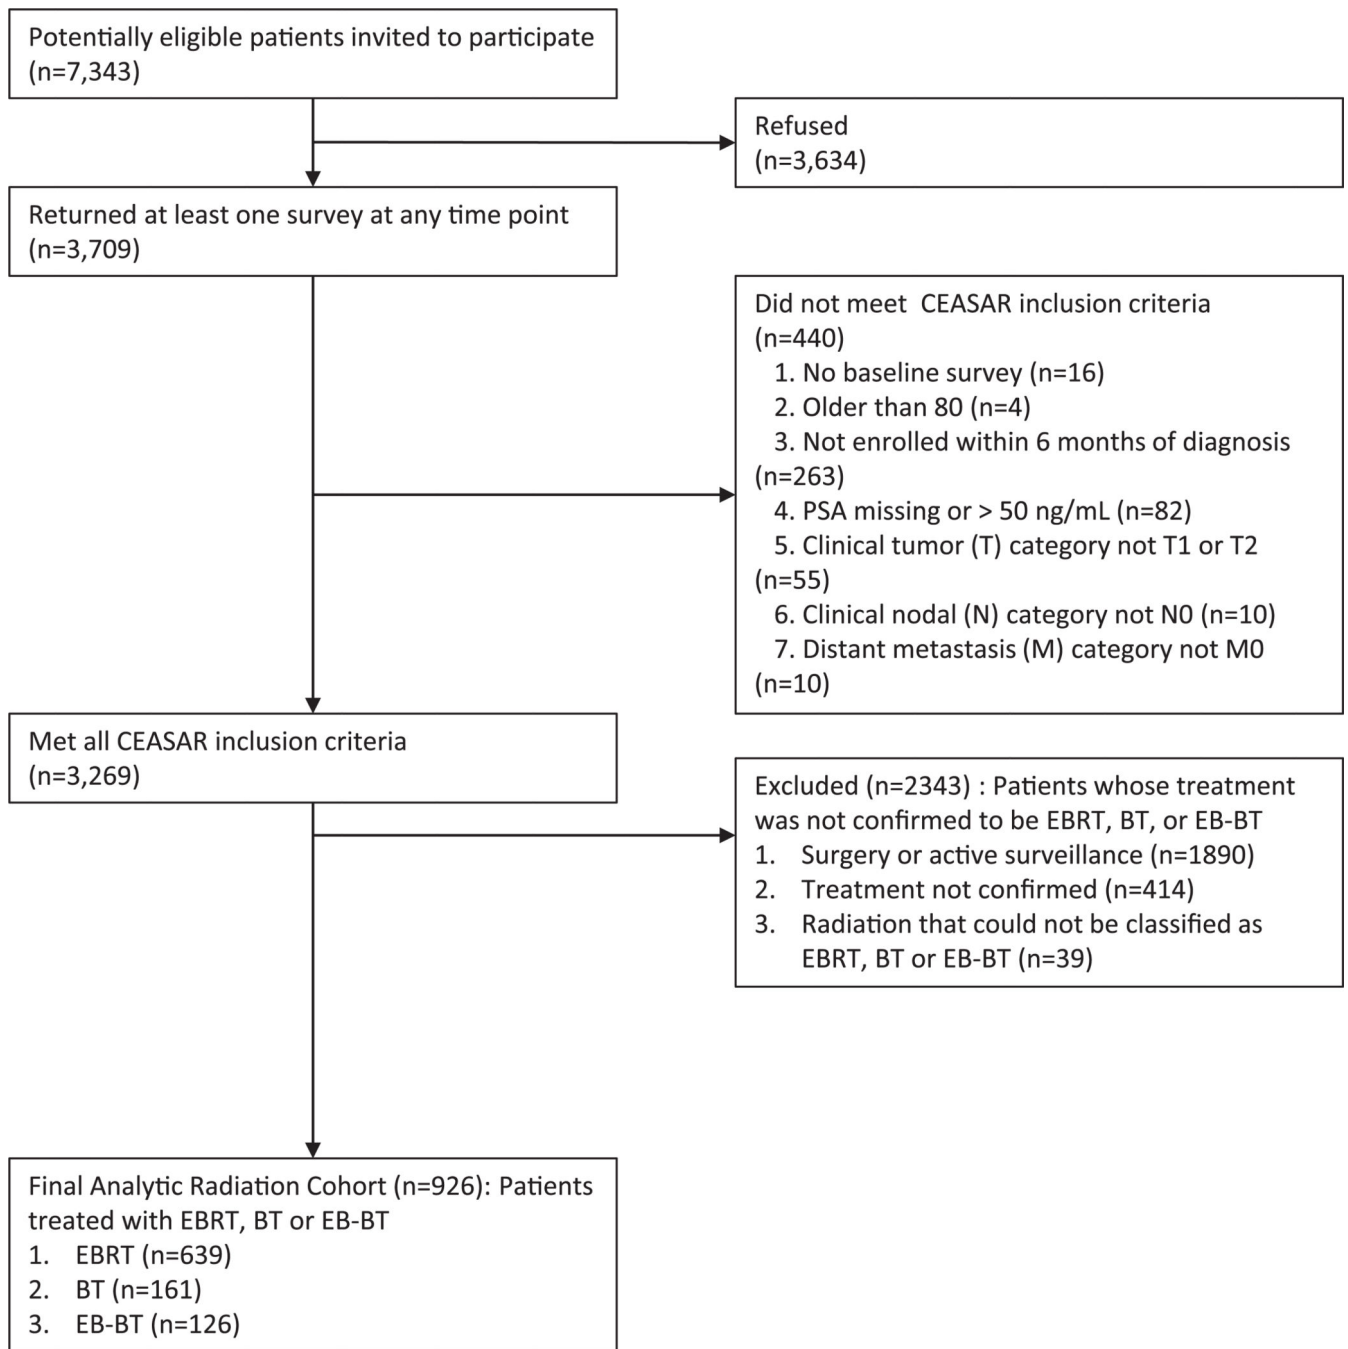 Potentially eligible patients invited to participate
(n=7,343)
Refused
(n=3,634)
Returned at least one survey at any time point
(n=3,709)
Did not meet  CEASAR inclusion criteria
(n=440)
1. No baseline survey (n=16)
2. Older than 80 (n=4)
3. Not enrolled within 6 months of diagnosis
(n=263)
4. PSA missing or > 50 ng/mL (n=82)
5. Clinical tumor (T) category not T1 or T2
(n=55)
6. Clinical nodal (N) category not N0 (n=10)
7. Distant metastasis (M) category not M0
(n=10)
Met all CEASAR inclusion criteria
(n=3,269)
Excluded (n=2343) : Patients whose treatment
was not confirmed to be EBRT, BT, or EB-BT
1. Surgery or active surveillance (n=1890)
2. Treatment not confirmed (n=414)
3. Radiation that could not be classified as
EBRT, BT or EB-BT (n=39)
Final Analytic Radiation Cohort (n=926): Patients
treated with EBRT, BT or EB-BT
1. EBRT (n=639)
2. BT (n=161)
3. EB-BT (n=126)